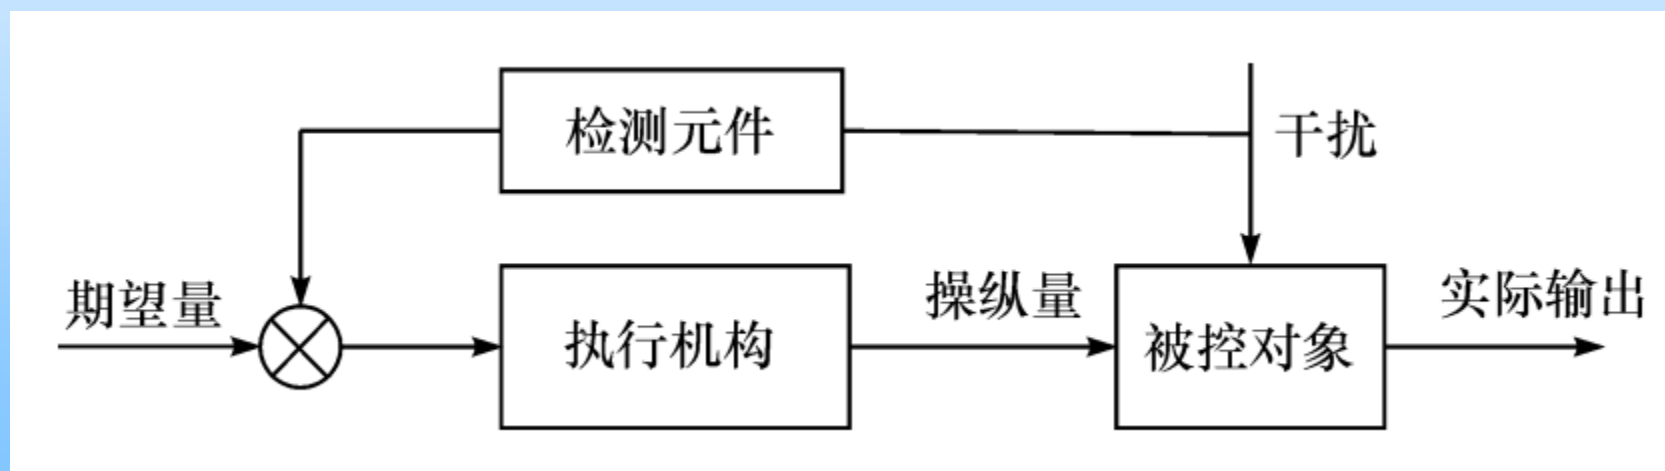 检测元件
干扰
期望量
执行机构
操纵量
被控对象
实际输出